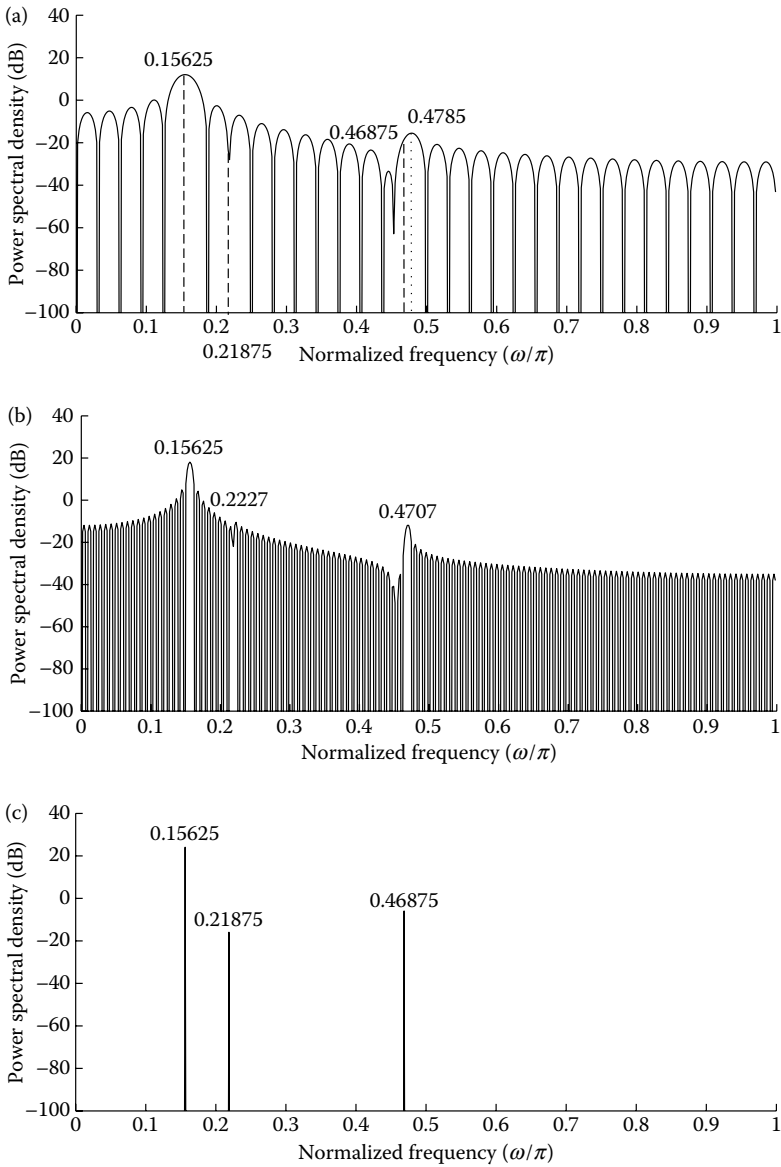 (a)
40
20
0
−20
−40
−60
−80
−100
Power spectral density (dB)
0.15625
0.46875
0.4785
0 0.1 0.2 0.3 0.4 0.5 0.6 0.7 0.8 0.9 1
0.21875
Normalized frequency (ω/π)
(b)
40
20
0
−20
−40
−60
−80
−100
Power spectral density (dB)
0.15625
0.2227
0.4707
0 0.1 0.2 0.3 0.4 0.5 0.6 0.7 0.8 0.9 1
Normalized frequency (ω/π)
(c)
40
20
0
−20
−40
−60
−80
−100
Power spectral density (dB)
0.15625
0.21875
0.46875
0 0.1 0.2 0.3 0.4 0.5 0.6 0.7 0.8 0.9 1
Normalized frequency (ω/π)